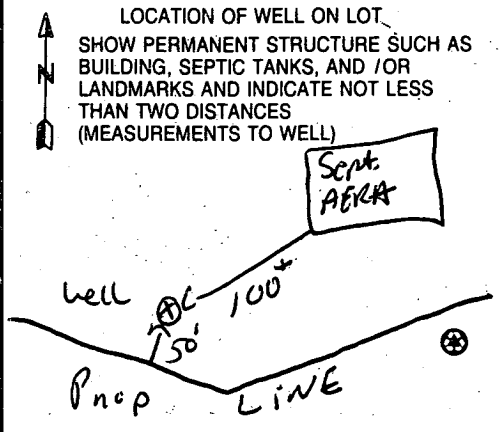 LOCATION OF WELL ON LOT
SHOW PERMANENT STRUCTURE SUCH AS
N BUILDING, SEPTIC TANKS, AND /OR
LANDMARKS AND INDICATE NOT LESS
THAN TWO DISTANCES
(MEASUREMENTS TO WELL)
Sept.
AERA
well
100+
50'
Prop LINE